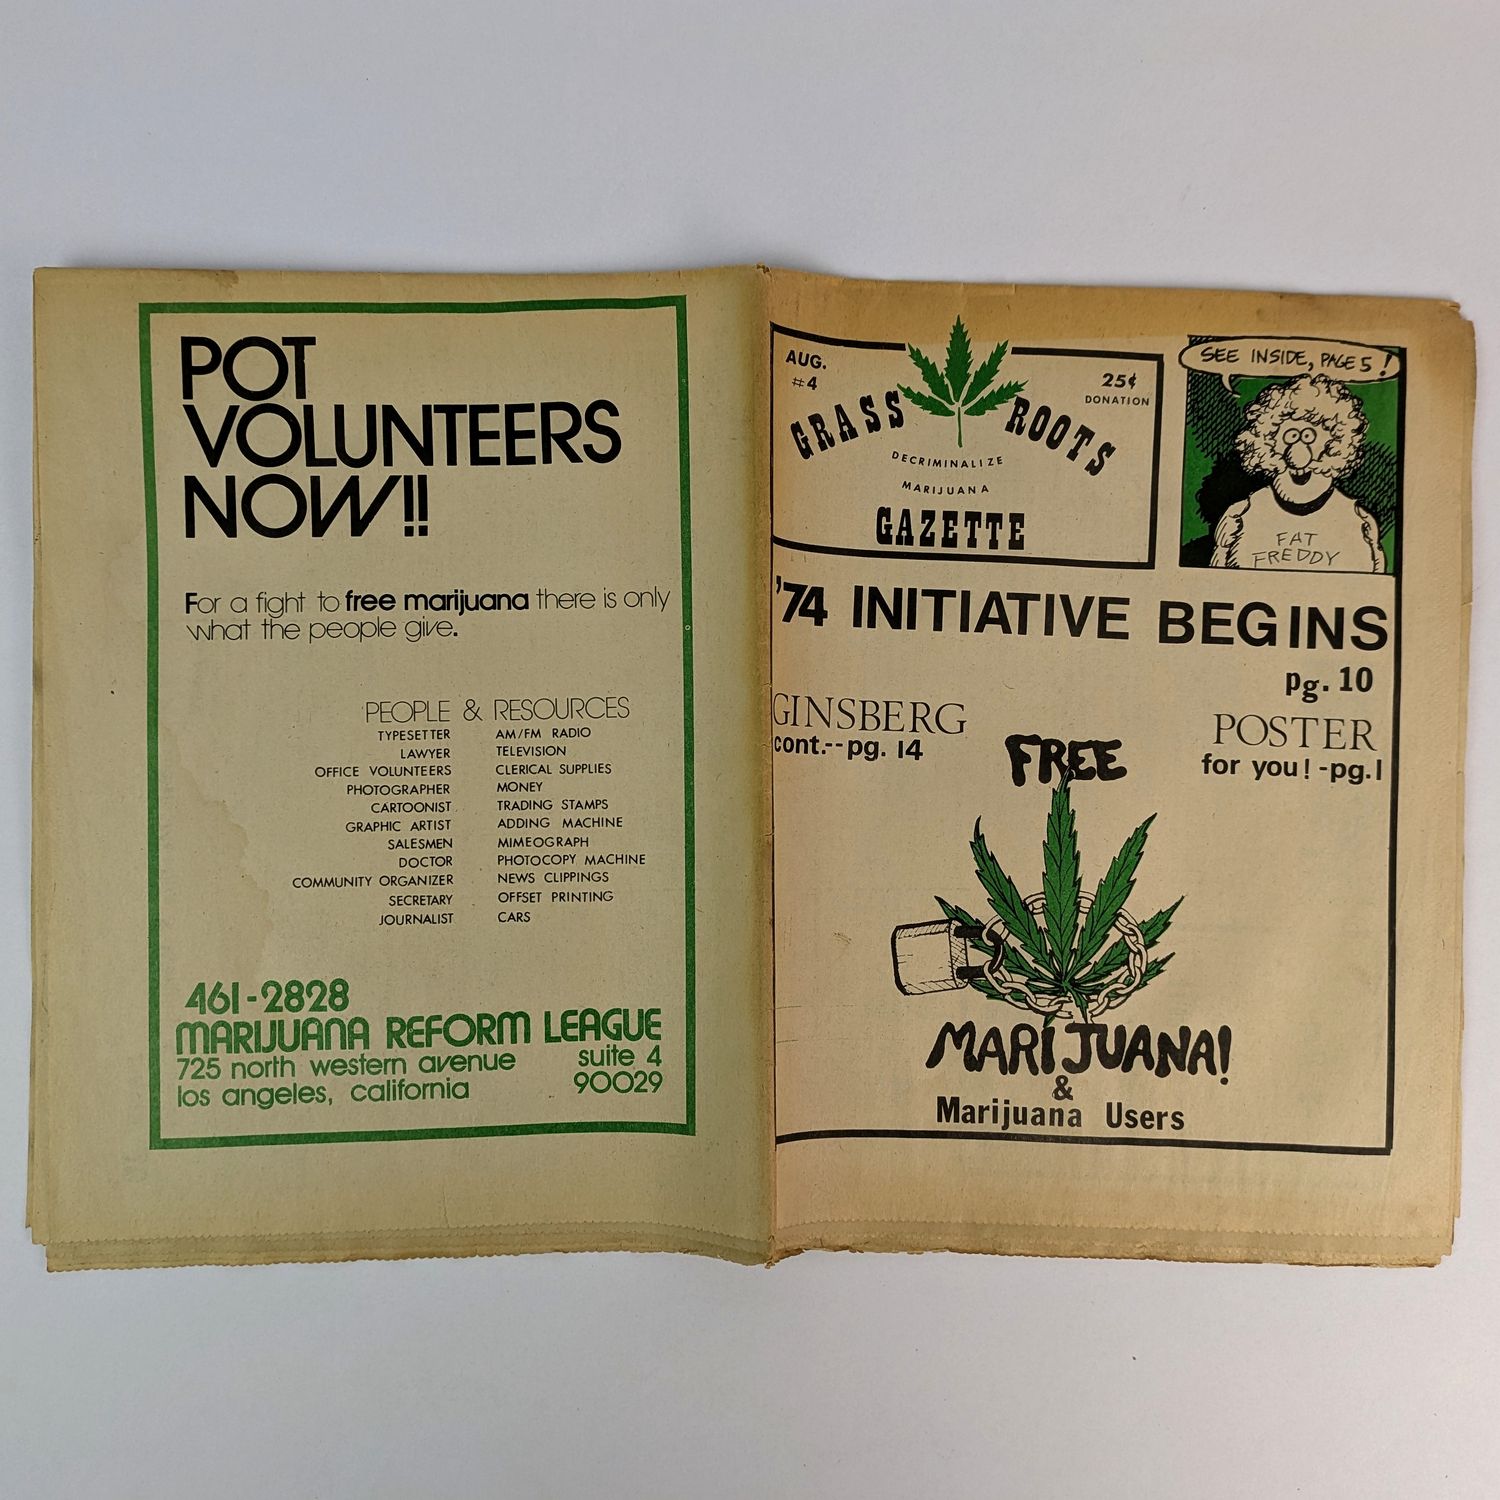 POT
VOLUNTEERS
NOW!!
For a fight to free marijuana there is only
what the people give.
PEOPLE & RESOURCES
TYPESETTER AM/FM RADIO
LAWYER TELEVISION
OFFICE VOLUNTEERS CLERICAL SUPPLIES
PHOTOGRAPHER MONEY
CARTOONIST TRADING STAMPS
GRAPHIC ARTIST ADDING MACHINE
SALESMEN MIMEOGRAPH
DOCTOR PHOTOCOPY MACHINE
COMMUNITY ORGANIZER NEWS CLIPPINGS
SECRETARY OFFSET PRINTING
JOURNALIST CARS
461-2828
MARIJUANA REFORM LEAGUE
725 north western avenue suite 4
los angeles, california 90029
AUG.
#4
25¢
DONATION
GRASS ROOTS
DECRIMINALIZE
MARIJUANA
GAZETTE
SEE INSIDE, PAGE 5!
FAT
FREDDY
'74 INITIATIVE BEGINS
pg. 10
GINSBERG
cont.--pg. 14
POSTER
for you! -pg.1
FREE
MARIJUANA!
&
Marijuana Users